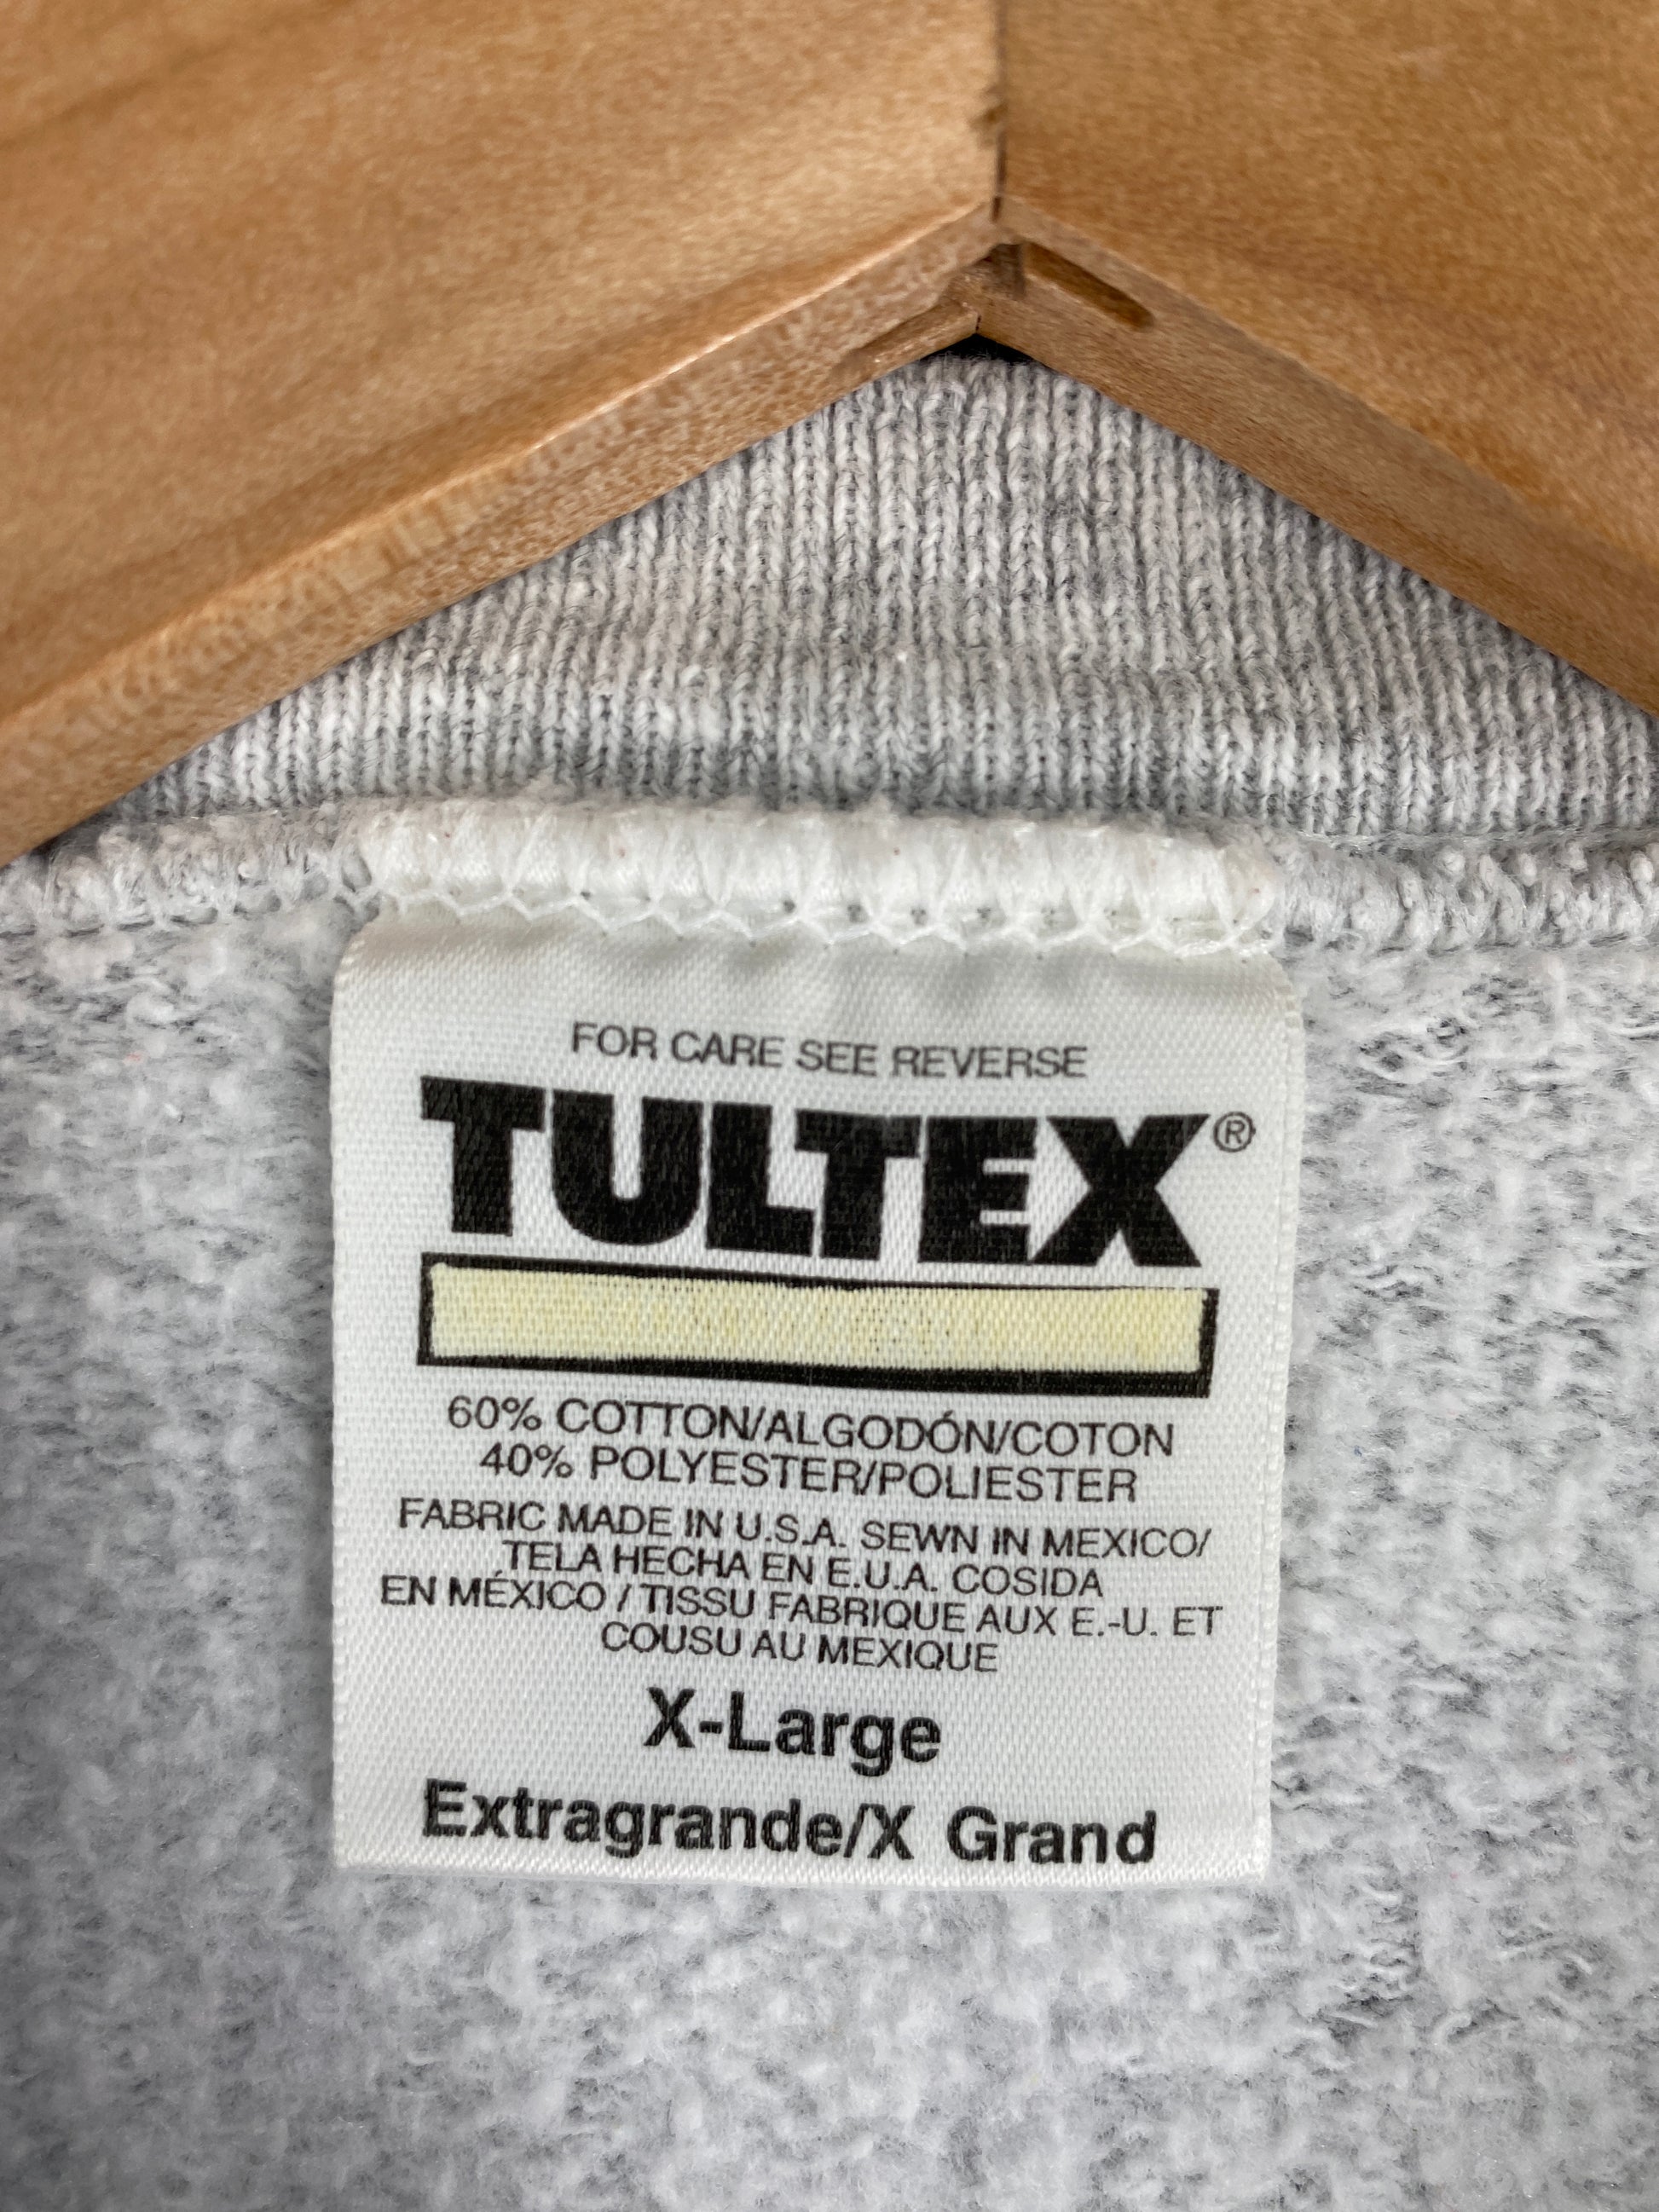 FOR CARE SEE REVERSE
TULTEX®
60% COTTON/ALGODÓN/COTON
40% POLYESTER/POLIESTER
FABRIC MADE IN U.S.A. SEWN IN MEXICO/
TELA HECHA EN E.U.A. COSIDA
EN MÉXICO / TISSU FABRIQUE AUX E.-U. ET
COUSU AU MEXIQUE
X-Large
Extragrande/X Grand